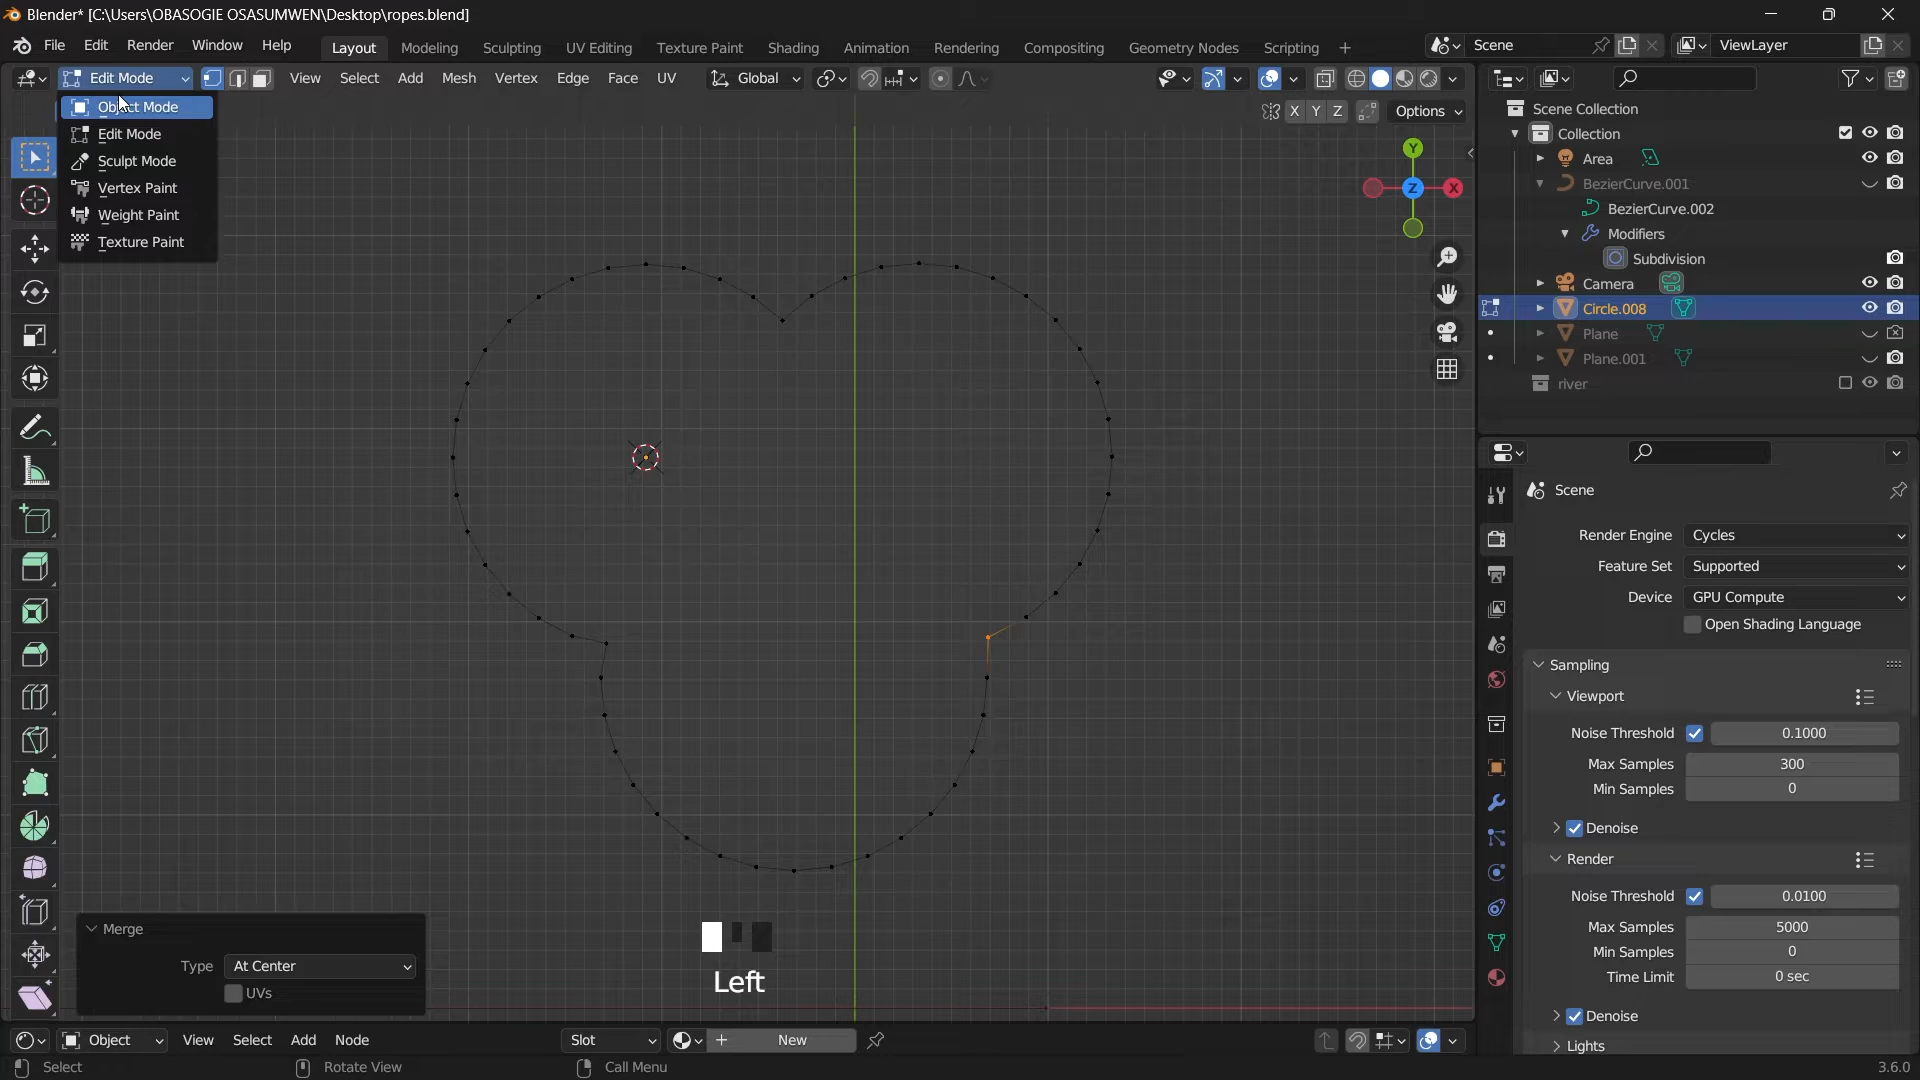 Blender* [C:\Users\OBASOGIE OSASUMWEN\Desktop\ropes.blend]
File Edit Render Window Help Layout Modeling Sculpting UV Editing Texture Paint Shading Animation Rendering Compositing Geometry Nodes Scripting + Scene ViewLayer
Edit Mode View Select Add Mesh Vertex Edge Face UV Global
X Y Z Options
Object Mode
Edit Mode
Sculpt Mode
Vertex Paint
Weight Paint
Texture Paint
Y
Z
X
Merge
Type At Center
UVs
Left
Scene Collection
Collection
Area
BezierCurve.001
BezierCurve.002
Modifiers
Subdivision
Camera
Circle.008
Plane
Plane.001
river
Scene
Render Engine Cycles
Feature Set Supported
Device GPU Compute
Open Shading Language
Sampling
Viewport
Noise Threshold 0.1000
Max Samples 300
Min Samples 0
Denoise
Render
Noise Threshold 0.0100
Max Samples 5000
Min Samples 0
Time Limit 0 sec
Denoise
Lights
Object View Select Add Node Slot New
Select Rotate View Call Menu 3.6.0